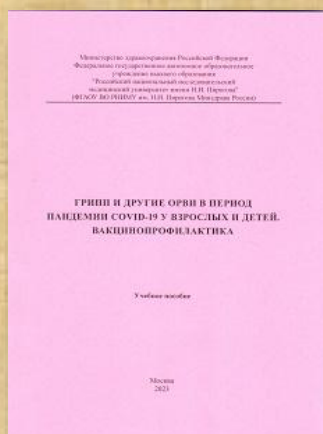 Министерство здравоохранения Российской Федерации
Федеральное государственное автономное образовательное
учреждение высшего образования
"Российский национальный исследовательский
медицинский университет имени Н.И. Пирогова"
(ФГАОУ ВО РНИМУ им. Н.И. Пирогова Минздрава России)
ГРИПП И ДРУГИЕ ОРВИ В ПЕРИОД
ПАНДЕМИИ COVID-19 У ВЗРОСЛЫХ И ДЕТЕЙ.
ВАКЦИНОПРОФИЛАКТИКА
Учебное пособие
Москва
2023